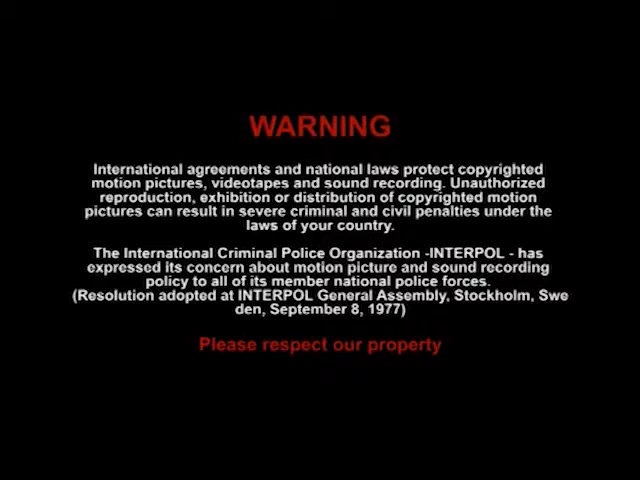 WARNING
International agreements and national laws protect copyrighted
motion pictures, videotapes and sound recording. Unauthorized
reproduction, exhibition or distribution of copyrighted motion
pictures can result in severe criminal and civil penalties under the
laws of your country.
The International Criminal Police Organization -INTERPOL - has
expressed its concern about motion picture and sound recording
policy to all of its member national police forces.
(Resolution adopted at INTERPOL General Assembly, Stockholm, Swe
den, September 8, 1977)
Please respect our property